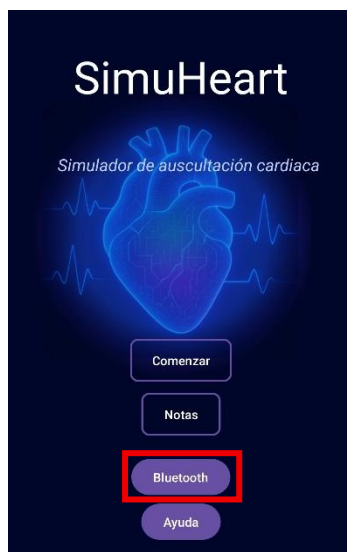 SimuHeart
Simulador de auscultación cardiaca
Comenzar
Notas
Bluetooth
Ayuda